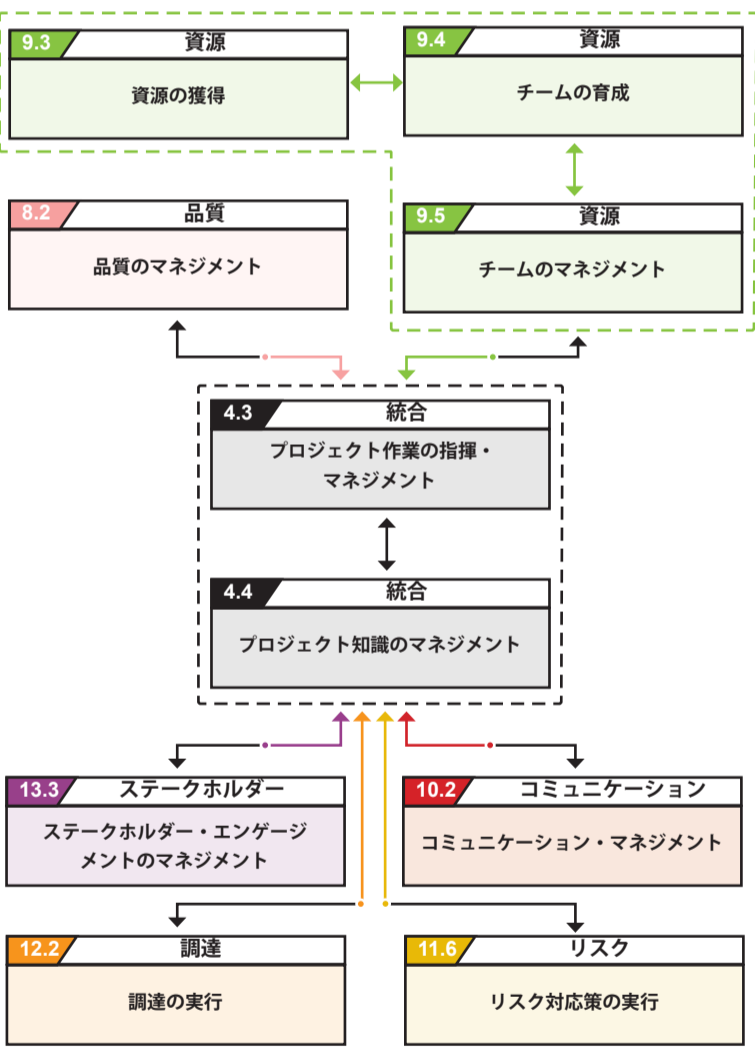 9.3 資源
資源の獲得
9.4 資源
チームの育成
8.2 品質
品質のマネジメント
9.5 資源
チームのマネジメント
4.3 統合
プロジェクト作業の指揮・
マネジメント
4.4 統合
プロジェクト知識のマネジメント
13.3 ステークホルダー
ステークホルダー・エンゲージ
メントのマネジメント
10.2 コミュニケーション
コミュニケーション・マネジメント
12.2 調達
調達の実行
11.6 リスク
リスク対応策の実行